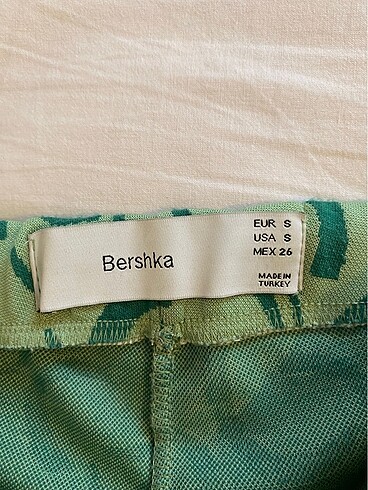 Bershka
EUR S
USA S
MEX 26
MADE IN
TURKEY